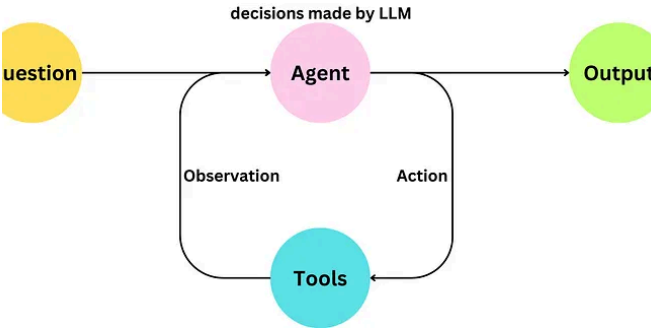 decisions made by LLM
uestion
Agent
Output
Observation
Action
Tools